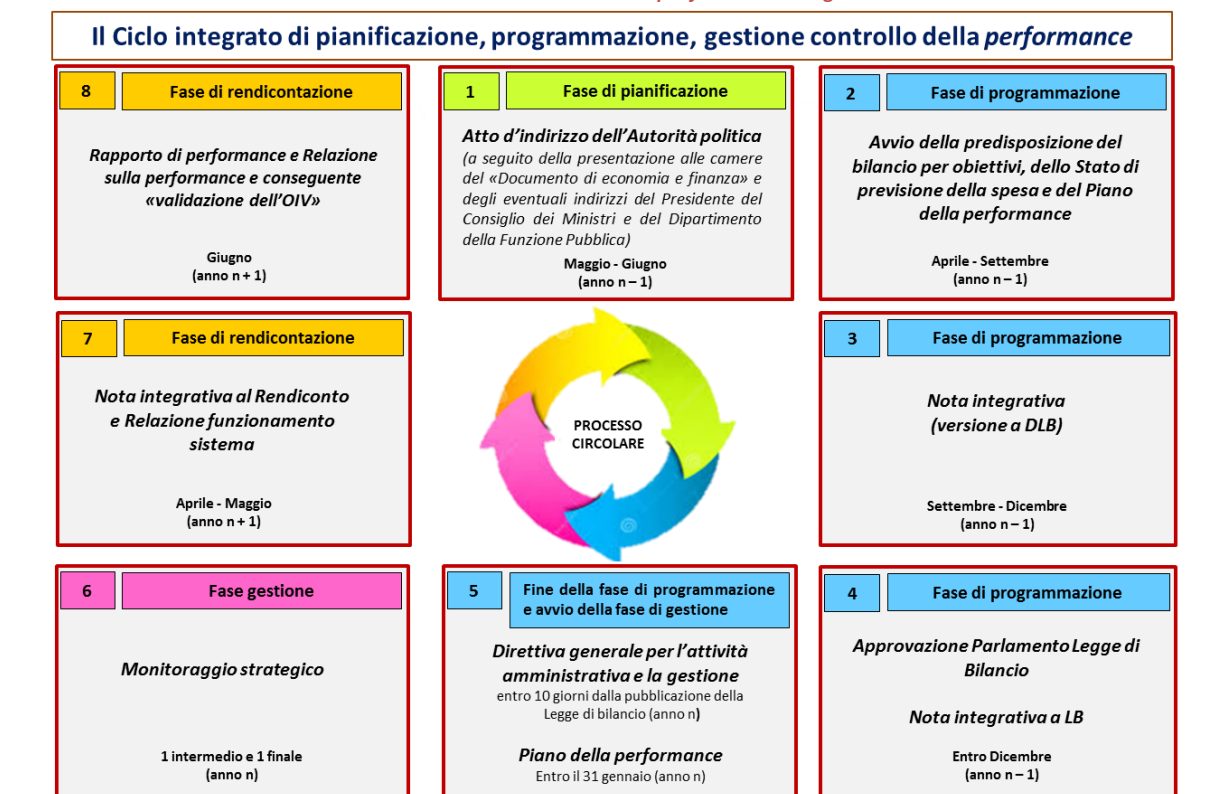 Il Ciclo integrato di pianificazione, programmazione, gestione controllo della performance
8
Fase di rendicontazione
Rapporto di performance e Relazione
sulla performance e conseguente
«validazione dell'OIV»
Giugno
(anno n + 1)
1
Fase di pianificazione
Atto d'indirizzo dell'Autorità politica
(a seguito della presentazione alle camere
del «Documento di economia e finanza» e
degli eventuali indirizzi del Presidente del
Consiglio dei Ministri e del Dipartimento
della Funzione Pubblica)
Maggio - Giugno
(anno n – 1)
2
Fase di programmazione
Avvio della predisposizione del
bilancio per obiettivi, dello Stato di
previsione della spesa e del Piano
della performance
Aprile - Settembre
(anno n – 1)
7
Fase di rendicontazione
Nota integrativa al Rendiconto
e Relazione funzionamento
sistema
Aprile - Maggio
(anno n + 1)
PROCESSO
CIRCOLARE
3
Fase di programmazione
Nota integrativa
(versione a DLB)
Settembre - Dicembre
(anno n – 1)
6
Fase gestione
Monitoraggio strategico
1 intermedio e 1 finale
(anno n)
5
Fine della fase di programmazione
e avvio della fase di gestione
Direttiva generale per l'attività
amministrativa e la gestione
entro 10 giorni dalla pubblicazione della
Legge di bilancio (anno n)
Piano della performance
Entro il 31 gennaio (anno n)
4
Fase di programmazione
Approvazione Parlamento Legge di
Bilancio
Nota integrativa a LB
Entro Dicembre
(anno n – 1)